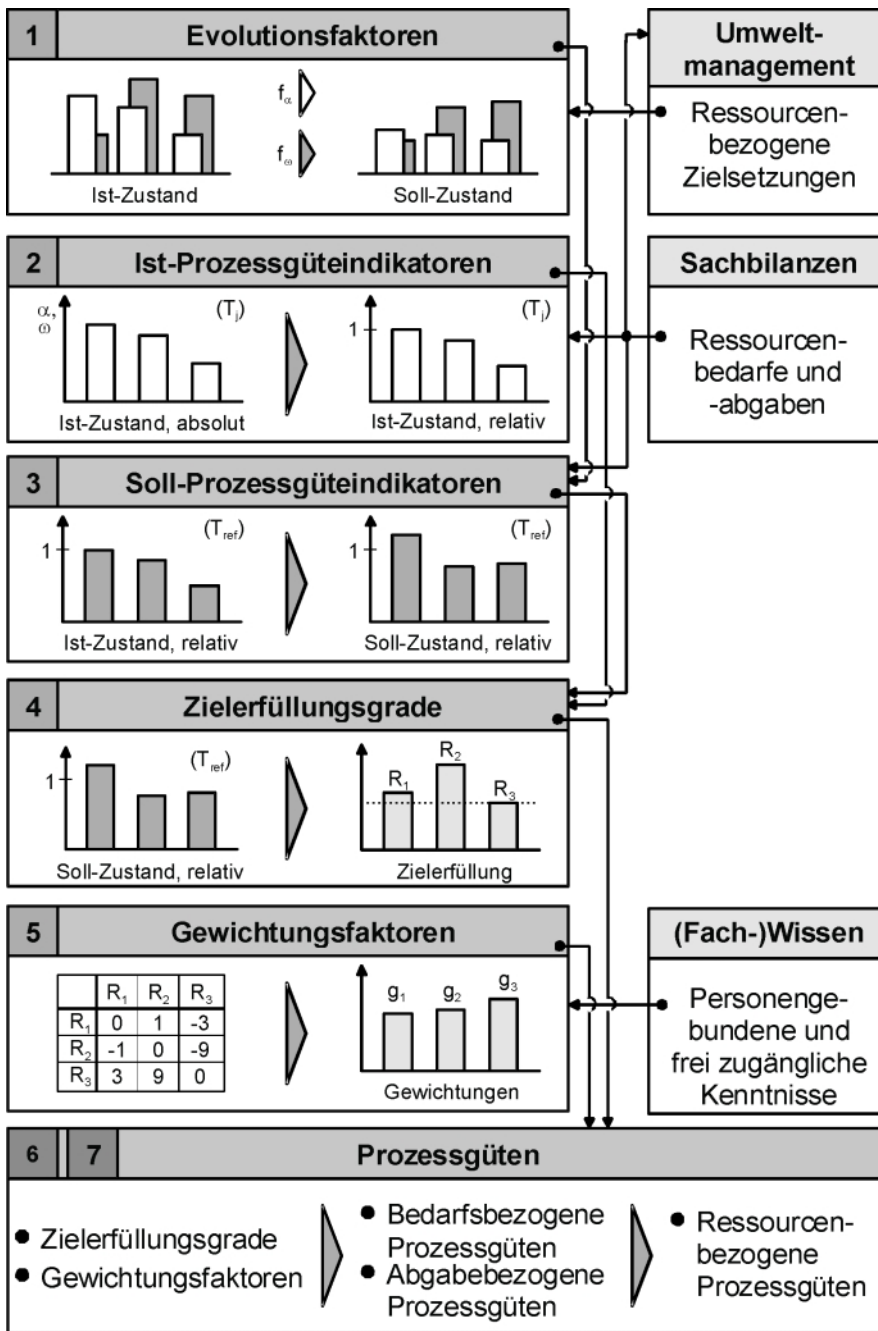 1 Evolutionsfaktoren
fα
fω
Ist-Zustand
Soll-Zustand
Umwelt-
management
Ressourcen-
bezogene
Zielsetzungen
2 Ist-Prozessgüteindikatoren
α,
ω
(Tj)
Ist-Zustand, absolut
1
(Tj)
Ist-Zustand, relativ
Sachbilanzen
Ressourcen-
bedarfe und
-abgaben
3 Soll-Prozessgüteindikatoren
1
(Tref)
Ist-Zustand, relativ
1
(Tref)
Soll-Zustand, relativ
4 Zielerfüllungsgrade
1
(Tref)
Soll-Zustand, relativ
R1 R2 R3
Zielerfüllung
5 Gewichtungsfaktoren
R1 R2 R3
R1 0 1 -3
R2 -1 0 -9
R3 3 9 0
g1 g2 g3
Gewichtungen
(Fach-)Wissen
Personenge-
bundene und
frei zugängliche
Kenntnisse
6 7 Prozessgüten
● Zielerfüllungsgrade
● Gewichtungsfaktoren
● Bedarfsbezogene
Prozessgüten
● Abgabebezogene
Prozessgüten
● Ressourcen-
bezogene
Prozessgüten